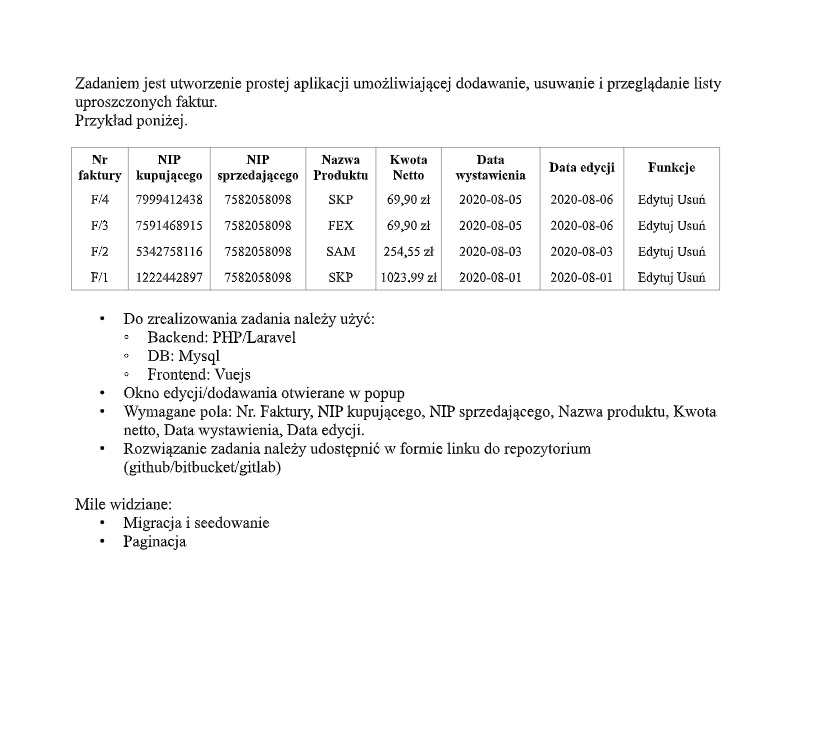 Zadaniem jest utworzenie prostej aplikacji umożliwiającej dodawanie, usuwanie i przeglądanie listy
uproszczonych faktur.
Przykład poniżej.
Nr faktury NIP kupującego NIP sprzedającego Nazwa Produktu Kwota Netto Data wystawienia Data edycji Funkcje
F/4 7999412438 7582058098 SKP 69,90 zł 2020-08-05 2020-08-06 Edytuj Usuń
F/3 7591468915 7582058098 FEX 69,90 zł 2020-08-05 2020-08-06 Edytuj Usuń
F/2 5342758116 7582058098 SAM 254,55 zł 2020-08-03 2020-08-03 Edytuj Usuń
F/1 1222442897 7582058098 SKP 1023,99 zł 2020-08-01 2020-08-01 Edytuj Usuń
• Do zrealizowania zadania należy użyć:
◦ Backend: PHP/Laravel
◦ DB: Mysql
◦ Frontend: Vuejs
• Okno edycji/dodawania otwierane w popup
• Wymagane pola: Nr. Faktury, NIP kupującego, NIP sprzedającego, Nazwa produktu, Kwota
netto, Data wystawienia, Data edycji.
• Rozwiązanie zadania należy udostępnić w formie linku do repozytorium
(github/bitbucket/gitlab)
Mile widziane:
• Migracja i seedowanie
• Paginacja